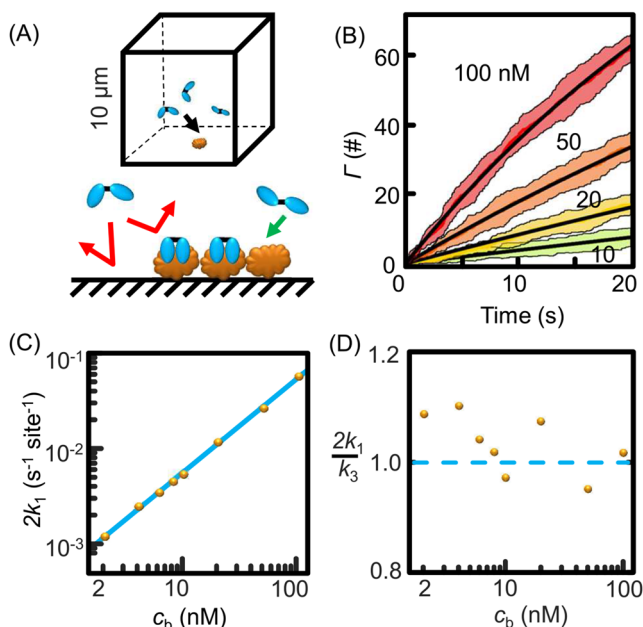 (A)
10 μm
(B)
Γ (#)
60
40
20
0
100 nM
50
20
10
0
10
20
Time (s)
(C)
2k₁ (s⁻¹ site⁻¹)
10⁻¹
10⁻²
10⁻³
2
10
100
c_b (nM)
(D)
2k₁
k₃
1.2
1.0
0.8
2
10
100
c_b (nM)